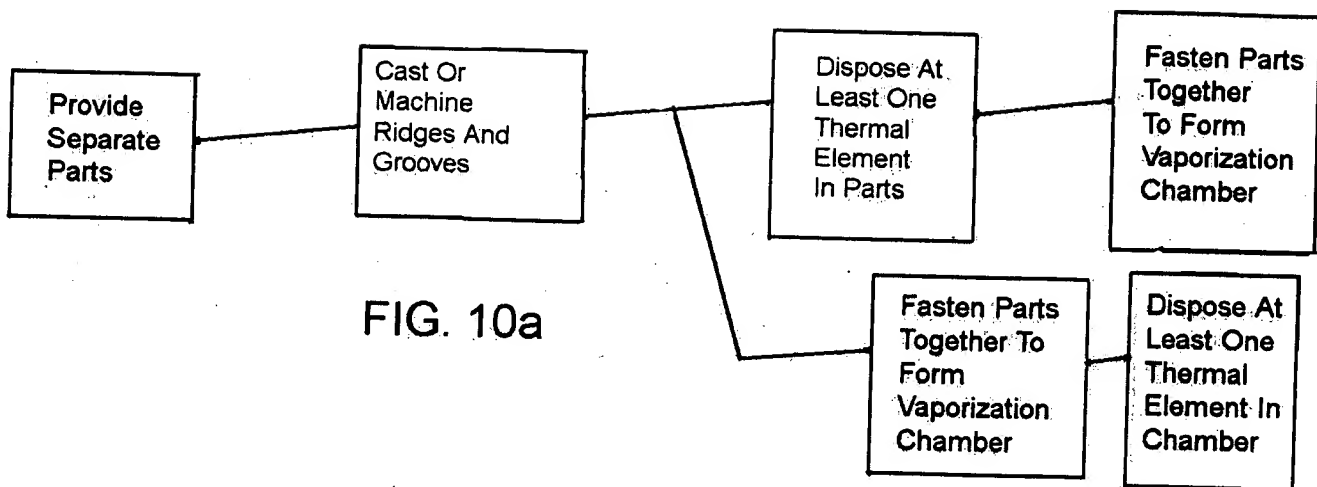 Provide
Separate
Parts
Cast Or
Machine
Ridges And
Grooves
Dispose At
Least One
Thermal
Element
In Parts
Fasten Parts
Together
To Form
Vaporization
Chamber
Fasten Parts
Together To
Form
Vaporization
Chamber
Dispose At
Least One
Thermal
Element In
Chamber
FIG. 10a